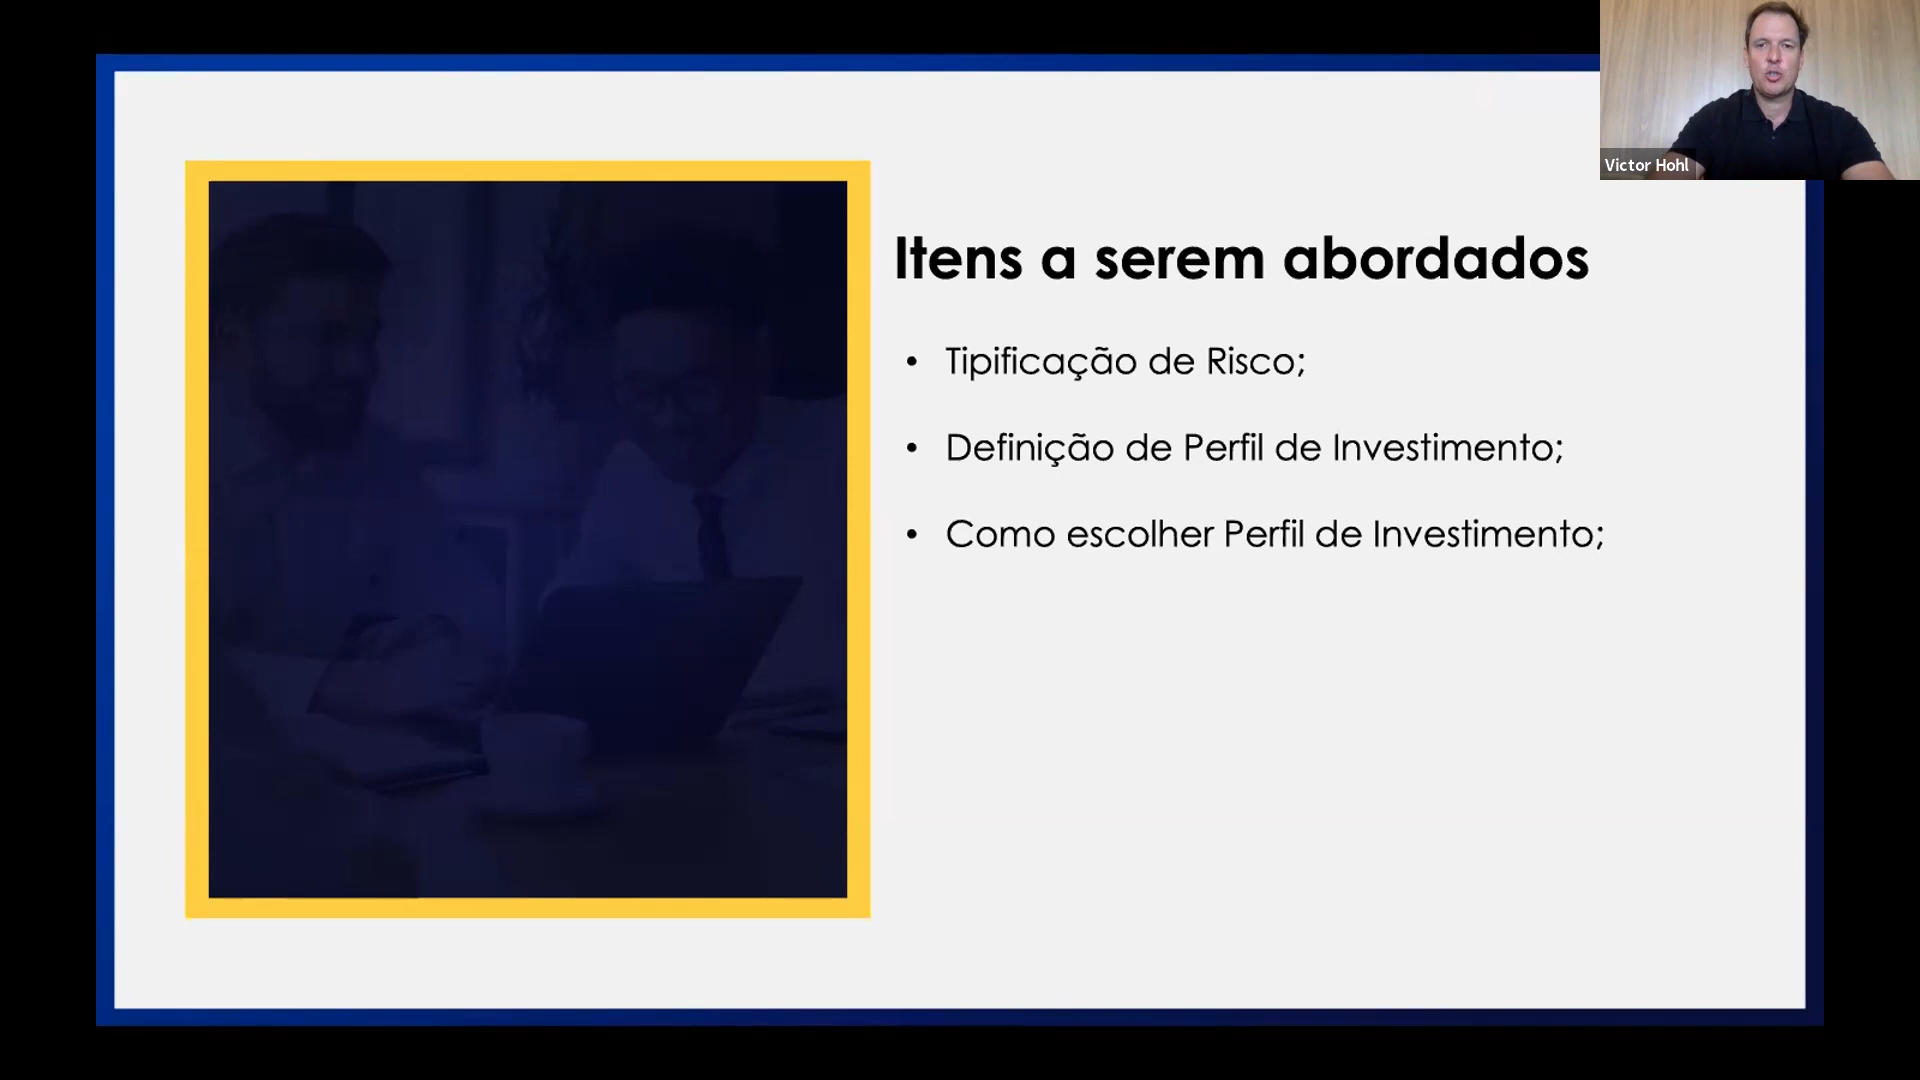 Victor Hohl
Itens a serem abordados
• Tipificação de Risco;
• Definição de Perfil de Investimento;
• Como escolher Perfil de Investimento;